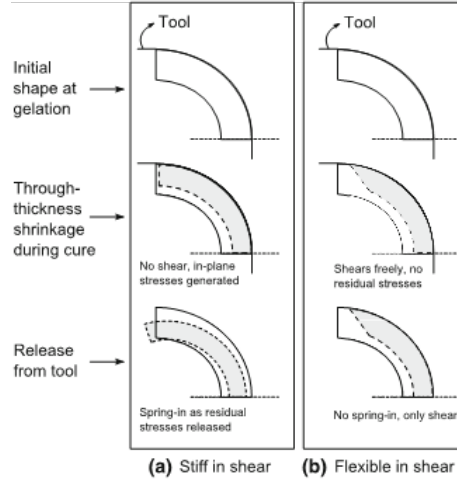 Tool
Tool
Initial
shape at
gelation
Through-
thickness
shrinkage
during cure
No shear, in-plane
stresses generated
Shears freely, no
residual stresses
Release
from tool
Spring-in as residual
stresses released
No spring-in, only shear
(a) Stiff in shear
(b) Flexible in shear